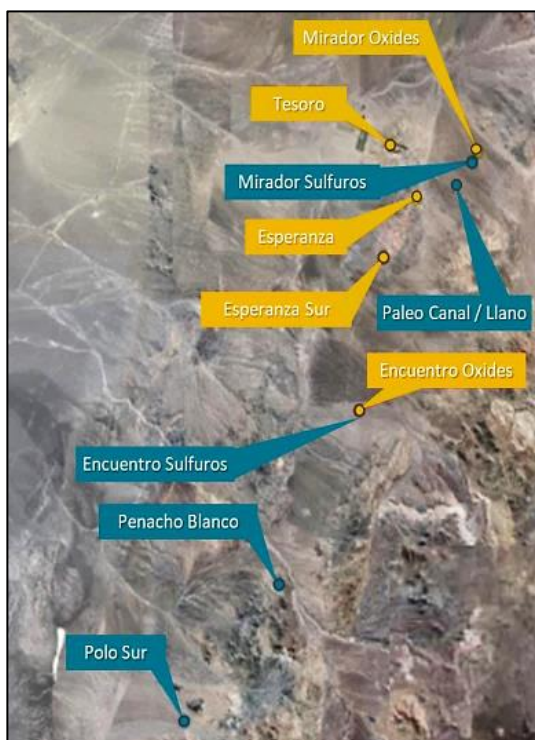 Mirador Oxides
Tesoro
Mirador Sulfuros
Esperanza
Esperanza Sur
Paleo Canal / Llano
Encuentro Oxides
Encuentro Sulfuros
Penacho Blanco
Polo Sur